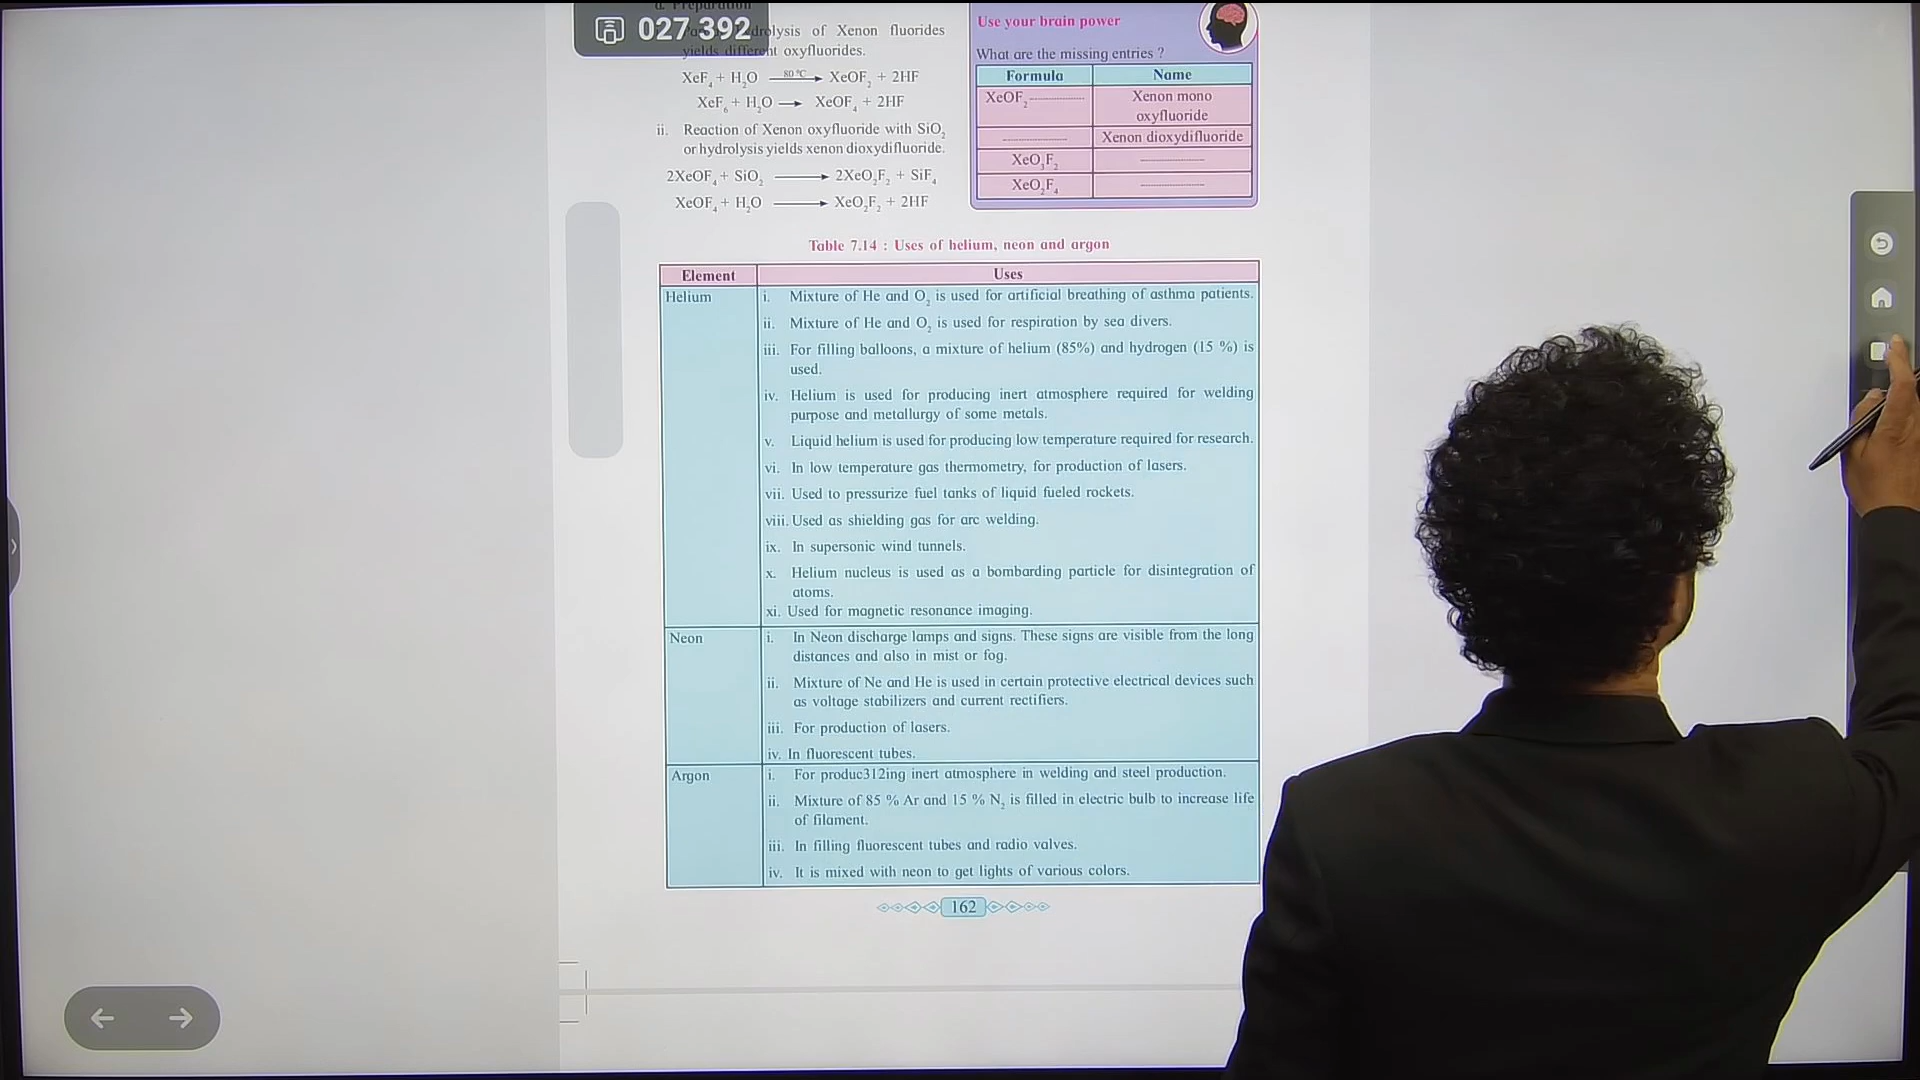 a. Preparation
027 392
drolysis of Xenon fluorides
yields different oxyfluorides.
XeF₄ + H₂O —80 °C→ XeOF₂ + 2HF
XeF₆ + H₂O → XeOF₄ + 2HF
ii. Reaction of Xenon oxyfluoride with SiO₂
or hydrolysis yields xenon dioxydifluoride.
2XeOF₄ + SiO₂ → 2XeO₂F₂ + SiF₄
XeOF₄ + H₂O → XeO₂F₂ + 2HF
Use your brain power
What are the missing entries ?
Formula Name
XeOF₂ Xenon mono
oxyfluoride
Xenon dioxydifluoride
XeO₃F₂
XeO₂F₄
Table 7.14 : Uses of helium, neon and argon
Element Uses
Helium i. Mixture of He and O₂ is used for artificial breathing of asthma patients.
ii. Mixture of He and O₂ is used for respiration by sea divers.
iii. For filling balloons, a mixture of helium (85%) and hydrogen (15 %) is
used.
iv. Helium is used for producing inert atmosphere required for welding
purpose and metallurgy of some metals.
v. Liquid helium is used for producing low temperature required for research.
vi. In low temperature gas thermometry, for production of lasers.
vii. Used to pressurize fuel tanks of liquid fueled rockets.
viii. Used as shielding gas for arc welding.
ix. In supersonic wind tunnels.
x. Helium nucleus is used as a bombarding particle for disintegration of
atoms.
xi. Used for magnetic resonance imaging.
Neon i. In Neon discharge lamps and signs. These signs are visible from the long
distances and also in mist or fog.
ii. Mixture of Ne and He is used in certain protective electrical devices such
as voltage stabilizers and current rectifiers.
iii. For production of lasers.
iv. In fluorescent tubes.
Argon i. For produc312ing inert atmosphere in welding and steel production.
ii. Mixture of 85 % Ar and 15 % N₂ is filled in electric bulb to increase life
of filament.
iii. In filling fluorescent tubes and radio valves.
iv. It is mixed with neon to get lights of various colors.
162